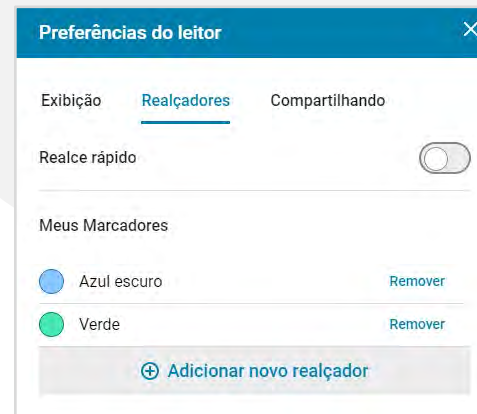 Preferências do leitor
Exibição Realçadores Compartilhando
Realce rápido
Meus Marcadores
Azul escuro Remover
Verde Remover
Adicionar novo realçador